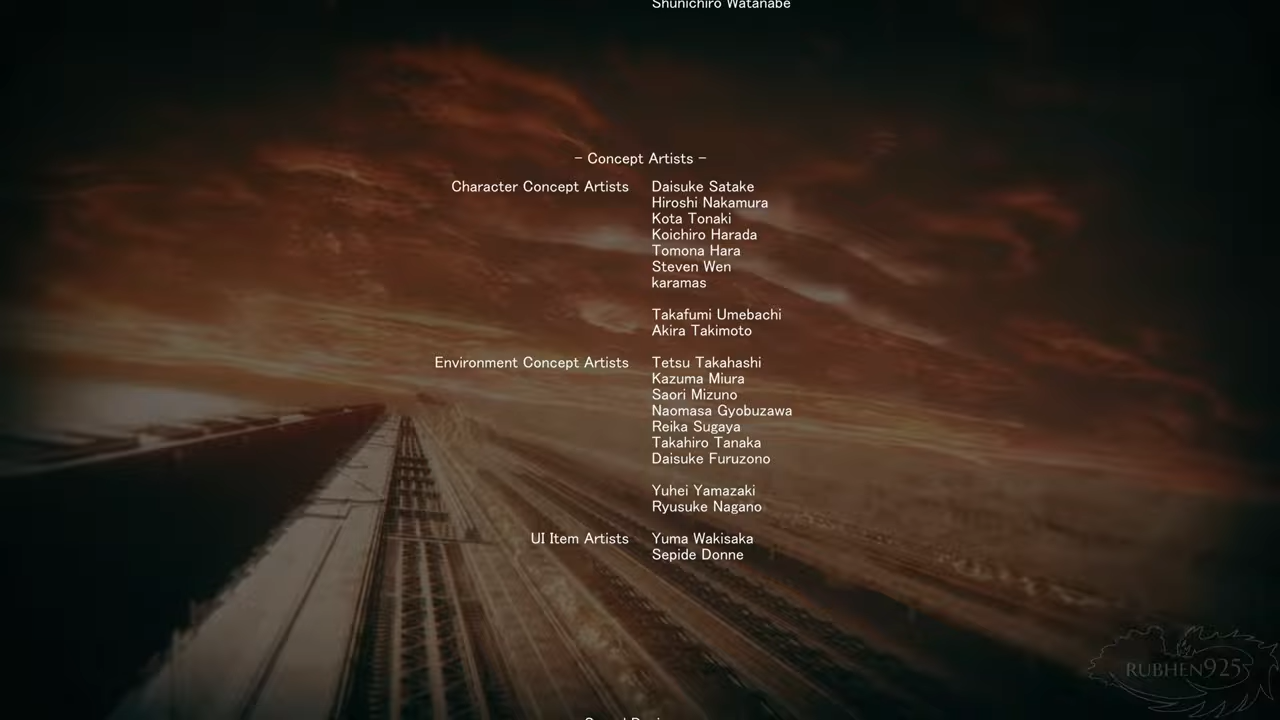 Shunichiro Watanabe
- Concept Artists -
Character Concept Artists Daisuke Satake
Hiroshi Nakamura
Kota Tonaki
Koichiro Harada
Tomona Hara
Steven Wen
karamas
Takafumi Umebachi
Akira Takimoto
Environment Concept Artists Tetsu Takahashi
Kazuma Miura
Saori Mizuno
Naomasa Gyobuzawa
Reika Sugaya
Takahiro Tanaka
Daisuke Furuzono
Yuhei Yamazaki
Ryusuke Nagano
UI Item Artists Yuma Wakisaka
Sepide Donne
RUBHEN925